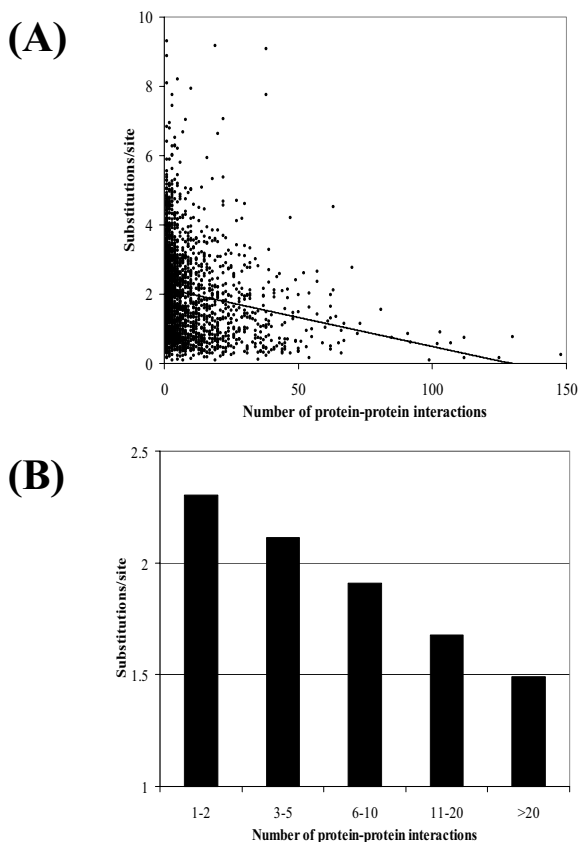 (A)
10
8
6
4
2
0
Substitutions/site
0 50 100 150
Number of protein-protein interactions
(B)
2.5
2
1.5
1
Substitutions/site
1-2 3-5 6-10 11-20 >20
Number of protein-protein interactions